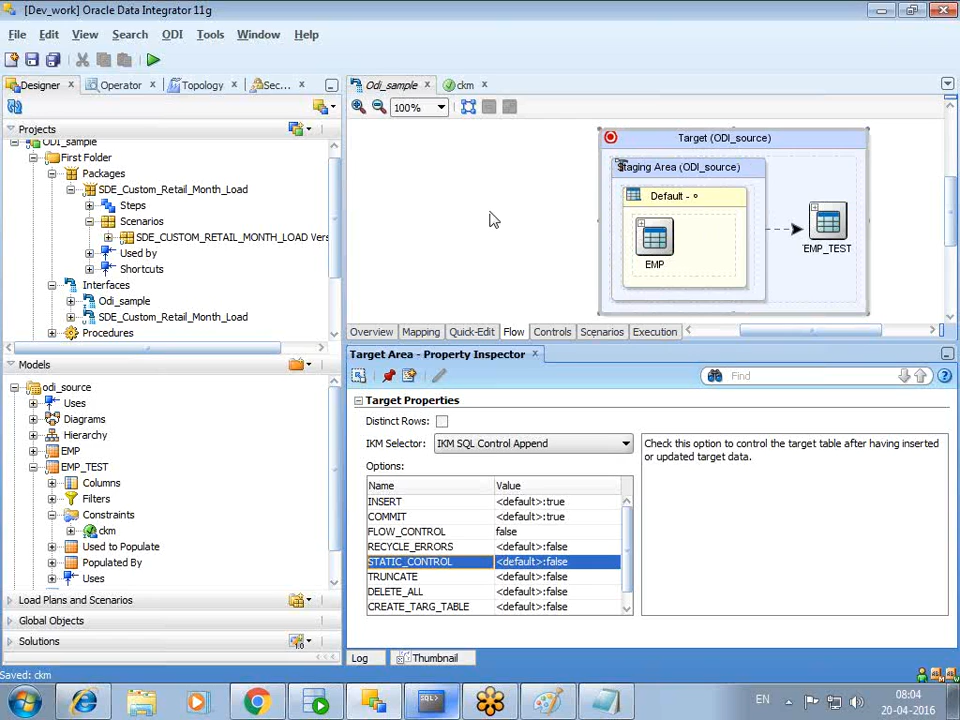 [Dev_work] Oracle Data Integrator 11g
File Edit View Search ODI Tools Window Help
Designer Operator Topology Sec...
Odi_sample ckm
100%
Projects
ODI_sample
First Folder
Packages
SDE_Custom_Retail_Month_Load
Steps
Scenarios
SDE_CUSTOM_RETAIL_MONTH_LOAD Vers
Used by
Shortcuts
Interfaces
Odi_sample
SDE_Custom_Retail_Month_Load
Procedures
Target (ODI_source)
Staging Area (ODI_source)
Default -
EMP
EMP_TEST
Overview Mapping Quick-Edit Flow Controls Scenarios Execution
Models
odi_source
Uses
Diagrams
Hierarchy
EMP
EMP_TEST
Columns
Filters
Constraints
ckm
Used to Populate
Populated By
Uses
Load Plans and Scenarios
Global Objects
Solutions
Target Area - Property Inspector
Find
Target Properties
Distinct Rows:
IKM Selector: IKM SQL Control Append
Options:
Name Value
INSERT <default>:true
COMMIT <default>:true
FLOW_CONTROL false
RECYCLE_ERRORS <default>:false
STATIC_CONTROL <default>:false
TRUNCATE <default>:false
DELETE_ALL <default>:false
CREATE_TARG_TABLE <default>:false
Check this option to control the target table after having inserted
or updated target data.
Log Thumbnail
Saved: ckm
EN
08:04
20-04-2016